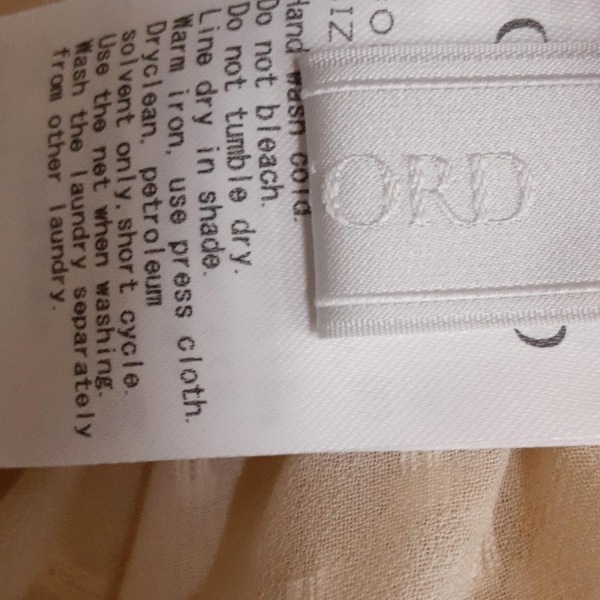 ORD
Hand wash cold.
Do not bleach.
Do not tumble dry.
Line dry in shade.
Warm iron, use press cloth.
Dryclean, petroleum
solvent only, short cycle.
Use the net when washing.
Wash the laundry separately
from other laundry.